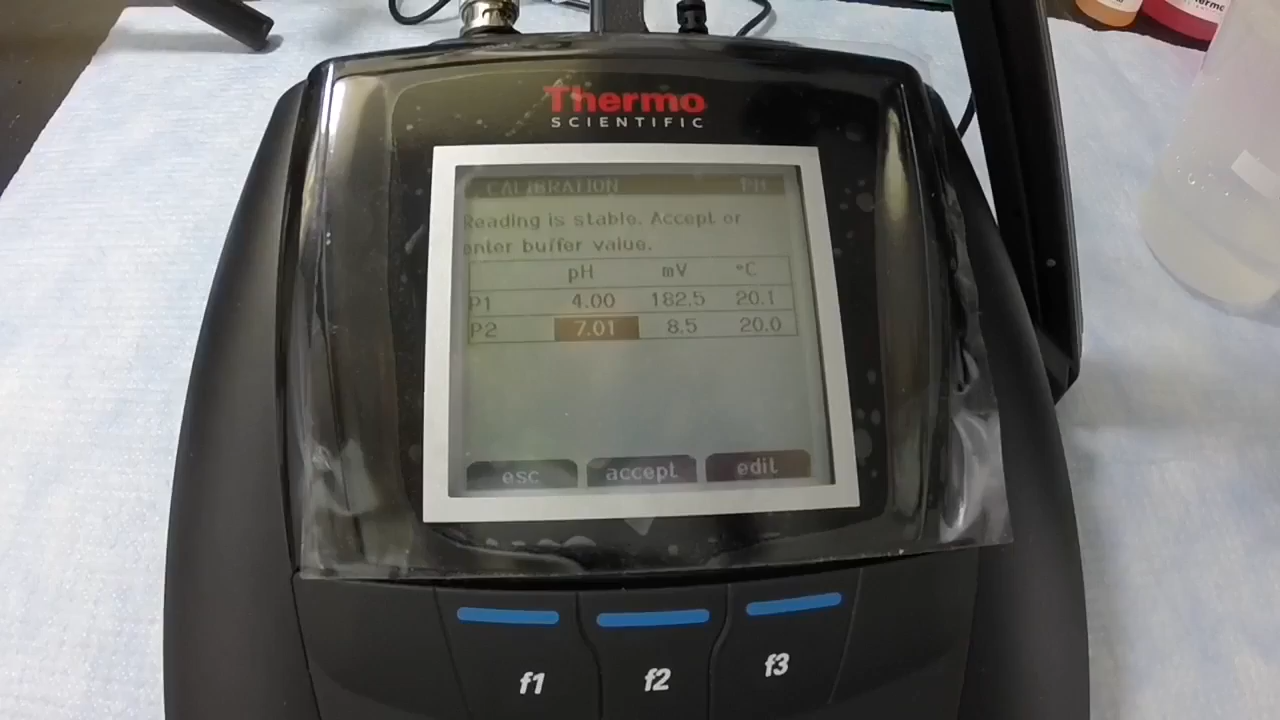 Thermo
SCIENTIFIC
CALIBRATION PH
Reading is stable. Accept or
enter buffer value.
pH mV °C
P1 4.00 182.5 20.1
P2 7.01 8.5 20.0
esc accept edit
f1 f2 f3